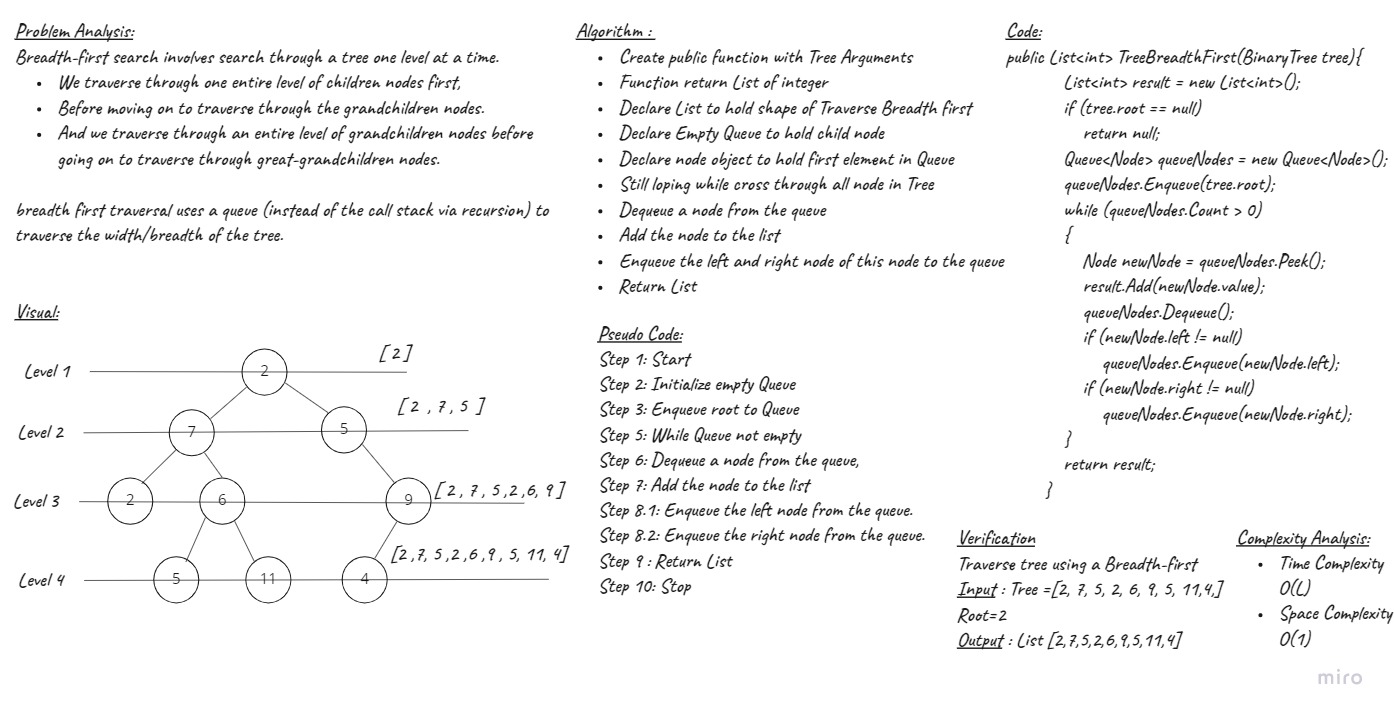 Problem Analysis:
Breadth-first search involves search through a tree one level at a time.
• We traverse through one entire level of children nodes first,
• Before moving on to traverse through the grandchildren nodes.
• And we traverse through an entire level of grandchildren nodes before
going on to traverse through great-grandchildren nodes.
breadth first traversal uses a queue (instead of the call stack via recursion) to
traverse the width/breadth of the tree.
Visual:
Level 1
2
[ 2 ]
Level 2
7
5
[ 2 , 7, 5 ]
Level 3
2
6
9
[ 2, 7, 5,2,6, 9 ]
Level 4
5
11
4
[2,7, 5,2,6,9, 5, 11, 4]
Algorithm :
• Create public function with Tree Arguments
• Function return List of integer
• Declare List to hold shape of Traverse Breadth first
• Declare Empty Queue to hold child node
• Declare node object to hold first element in Queue
• Still loping while cross through all node in Tree
• Dequeue a node from the queue
• Add the node to the list
• Enqueue the left and right node of this node to the queue
• Return List
Pseudo Code:
Step 1: Start
Step 2: Initialize empty Queue
Step 3: Enqueue root to Queue
Step 5: While Queue not empty
Step 6: Dequeue a node from the queue,
Step 7: Add the node to the list
Step 8.1: Enqueue the left node from the queue.
Step 8.2: Enqueue the right node from the queue.
Step 9 : Return List
Step 10: Stop
Code:
public List<int> TreeBreadthFirst(BinaryTree tree){
List<int> result = new List<int>();
if (tree.root == null)
return null;
Queue<Node> queueNodes = new Queue<Node>();
queueNodes.Enqueue(tree.root);
while (queueNodes.Count > 0)
{
Node newNode = queueNodes.Peek();
result.Add(newNode.value);
queueNodes.Dequeue();
if (newNode.left != null)
queueNodes.Enqueue(newNode.left);
if (newNode.right != null)
queueNodes.Enqueue(newNode.right);
}
return result;
}
Verification
Traverse tree using a Breadth-first
Input : Tree =[2, 7, 5, 2, 6, 9, 5, 11,4,]
Root=2
Output : List [2,7,5,2,6,9,5,11,4]
Complexity Analysis:
• Time Complexity
O(L)
• Space Complexity
O(1)
miro